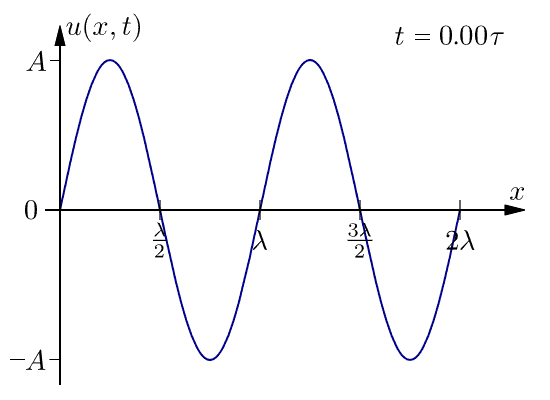 u(x, t)
t = 0.00τ
A
x
0
λ/2
λ
3λ/2
2λ
−A